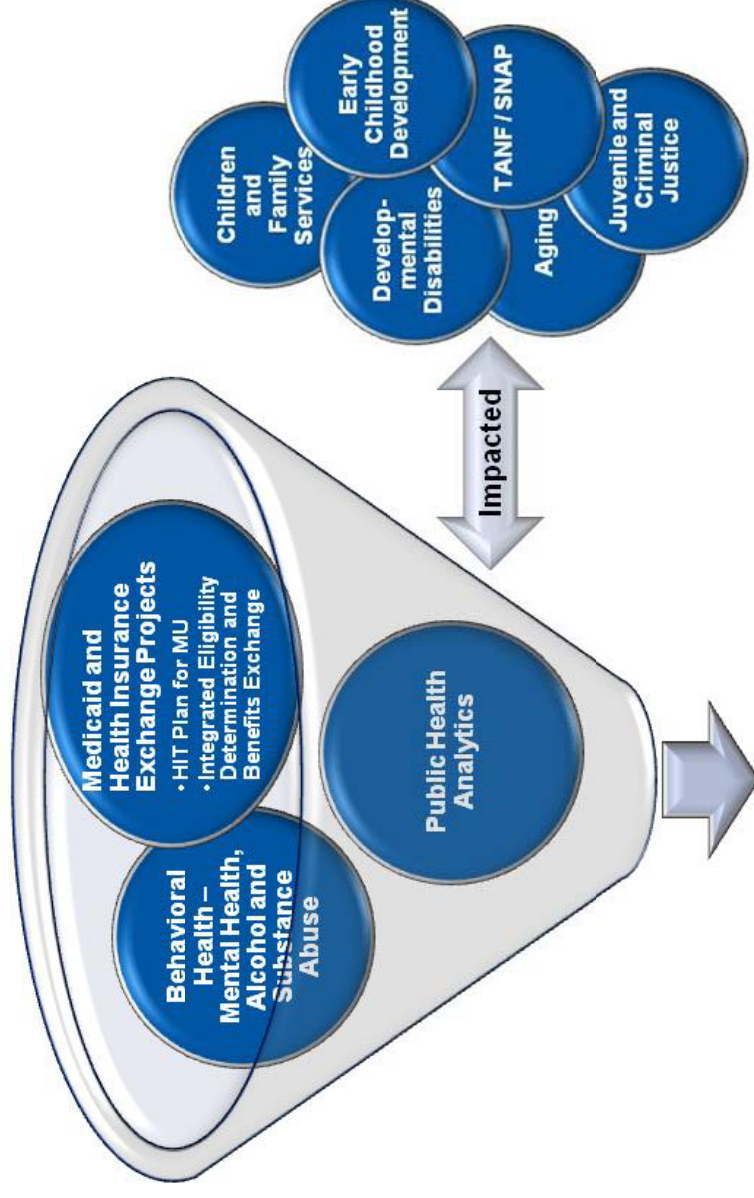 Medicaid and
Health Insurance
Exchange Projects
• HIT Plan for MU
• Integrated Eligibility
Determination and
Benefits Exchange
Behavioral
Health –
Mental Health,
Alcohol and
Substance
Abuse
Public Health
Analytics
Impacted
Children
and
Family
Services
Early
Childhood
Development
Develop-
mental
Disabilities
TANF / SNAP
Aging
Juvenile and
Criminal
Justice